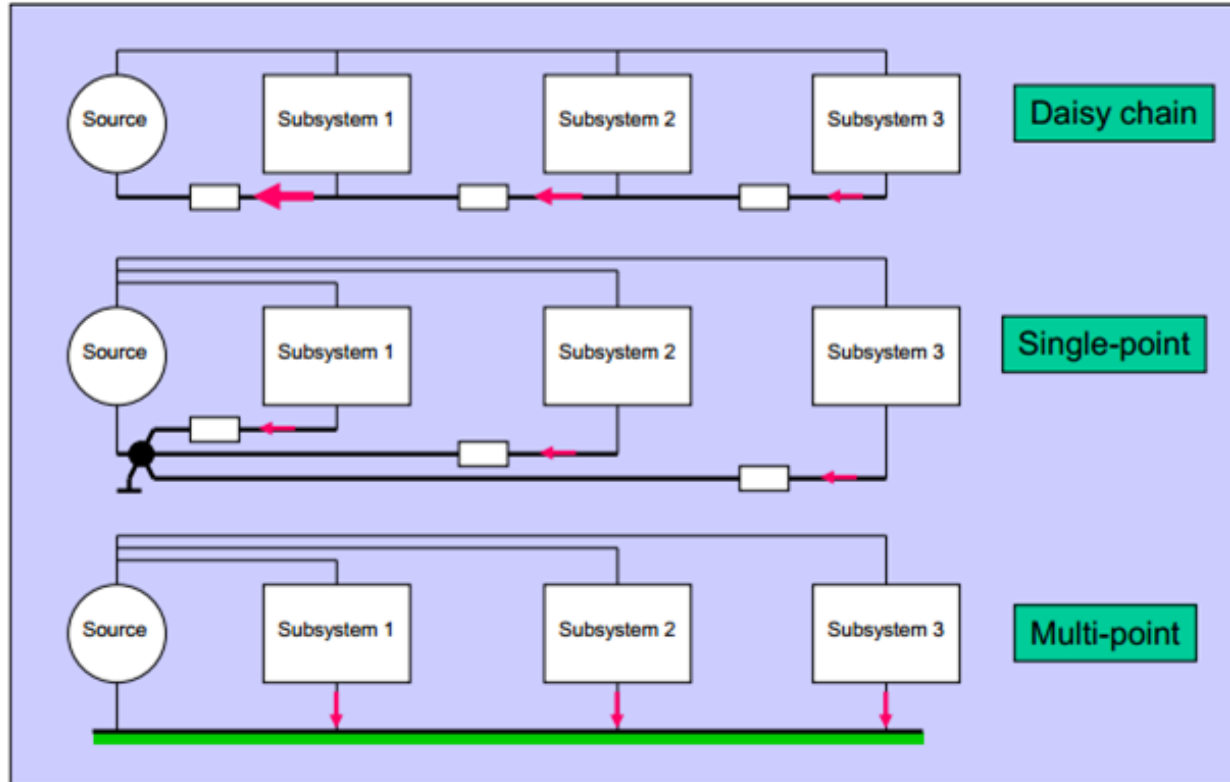 Source
Subsystem 1
Subsystem 2
Subsystem 3
Daisy chain
Source
Subsystem 1
Subsystem 2
Subsystem 3
Single-point
Source
Subsystem 1
Subsystem 2
Subsystem 3
Multi-point